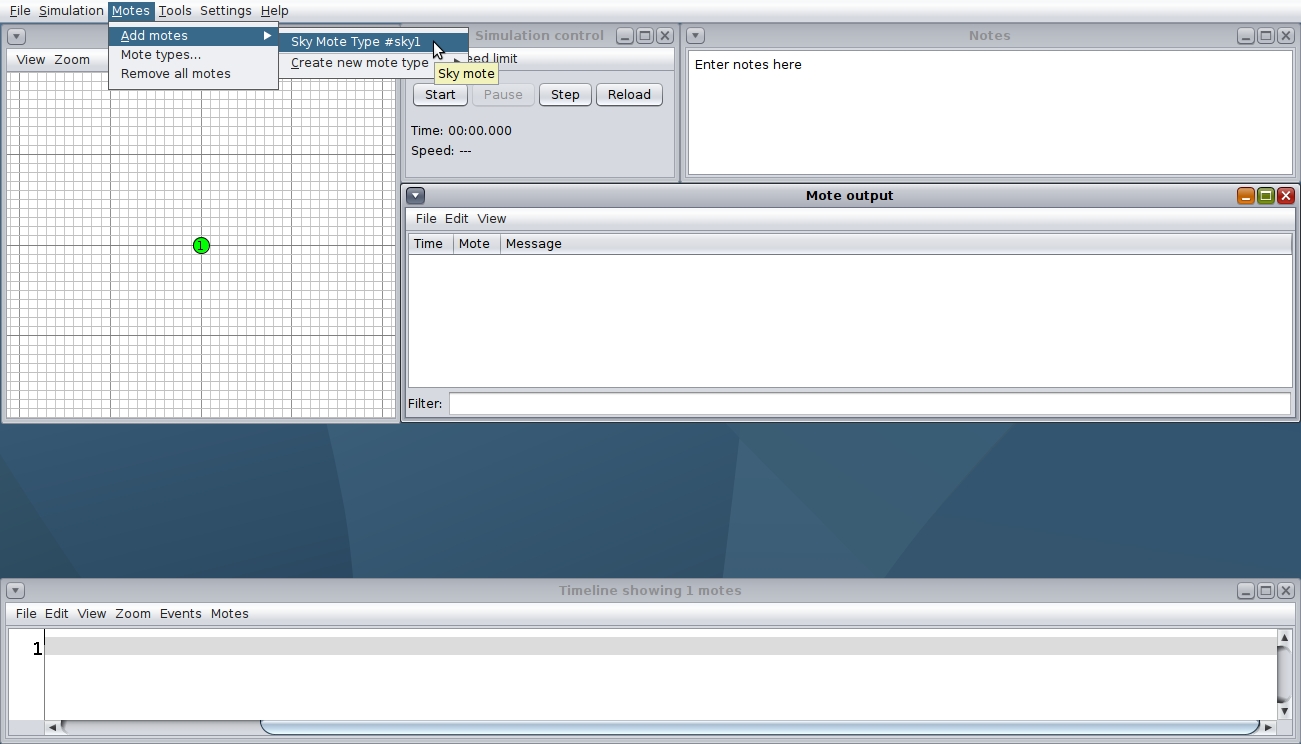 File Simulation Motes Tools Settings Help
Add motes
Mote types...
Remove all motes
Sky Mote Type #sky1
Create new mote type
Sky mote
View Zoom
1
Simulation control
eed limit
Start Pause Step Reload
Time: 00:00.000
Speed: ---
Notes
Enter notes here
Mote output
File Edit View
Time Mote Message
Filter:
Timeline showing 1 motes
File Edit View Zoom Events Motes
1